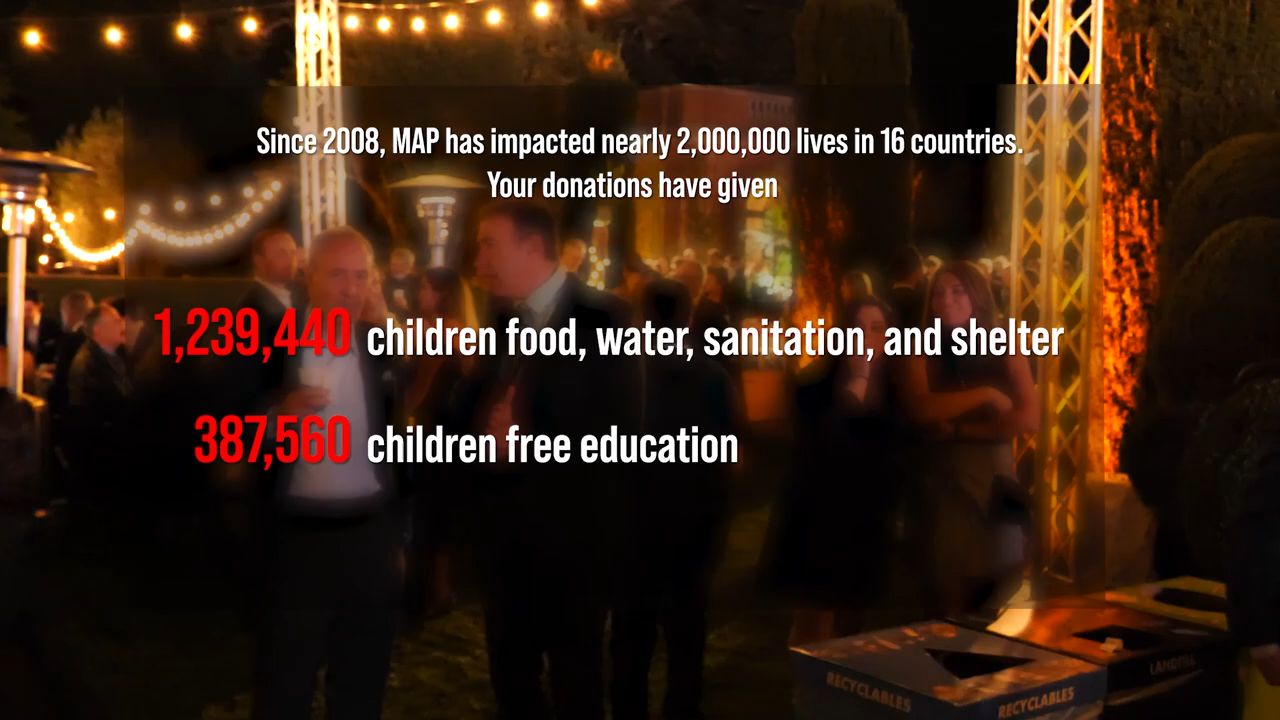 Since 2008, MAP has impacted nearly 2,000,000 lives in 16 countries.
Your donations have given
1,239,440 children food, water, sanitation, and shelter
387,560 children free education
RECYCLABLES
RECYCLABLES
LANDFILL